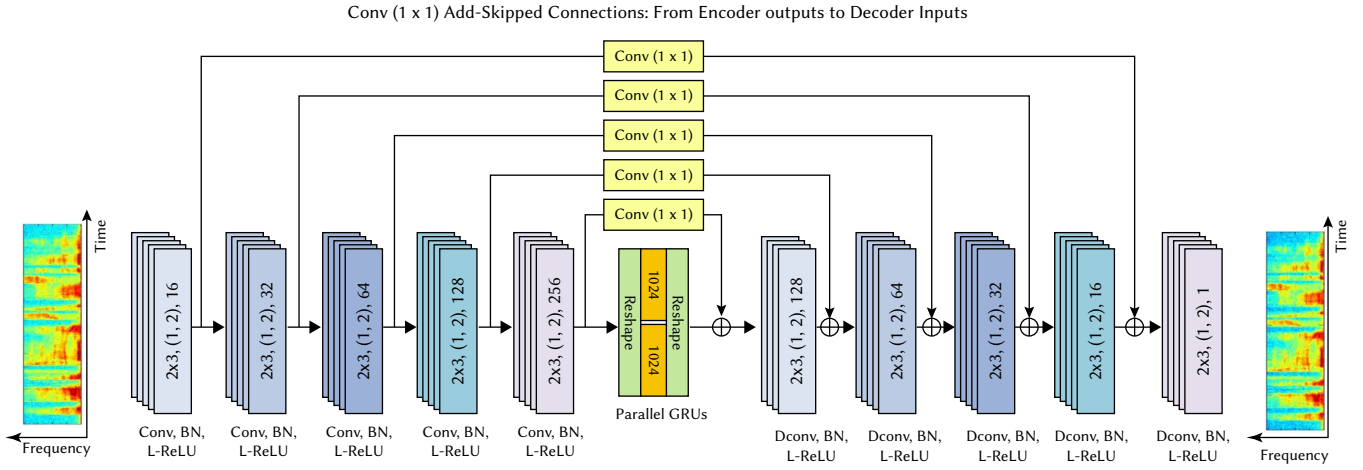 Conv (1 x 1) Add-Skipped Connections: From Encoder outputs to Decoder Inputs
Conv (1 x 1)
Conv (1 x 1)
Conv (1 x 1)
Conv (1 x 1)
Conv (1 x 1)
Time
Frequency
2x3, (1, 2), 16
Conv, BN,
L-ReLU
2x3, (1, 2), 32
Conv, BN,
L-ReLU
2x3, (1, 2), 64
Conv, BN,
L-ReLU
2x3, (1, 2), 128
Conv, BN,
L-ReLU
2x3, (1, 2), 256
Conv, BN,
L-ReLU
Reshape
1024
1024
Reshape
Parallel GRUs
2x3, (1, 2), 128
Dconv, BN,
L-ReLU
2x3, (1, 2), 64
Dconv, BN,
L-ReLU
2x3, (1, 2), 32
Dconv, BN,
L-ReLU
2x3, (1, 2), 16
Dconv, BN,
L-ReLU
2x3, (1, 2), 1
Dconv, BN,
L-ReLU
Time
Frequency